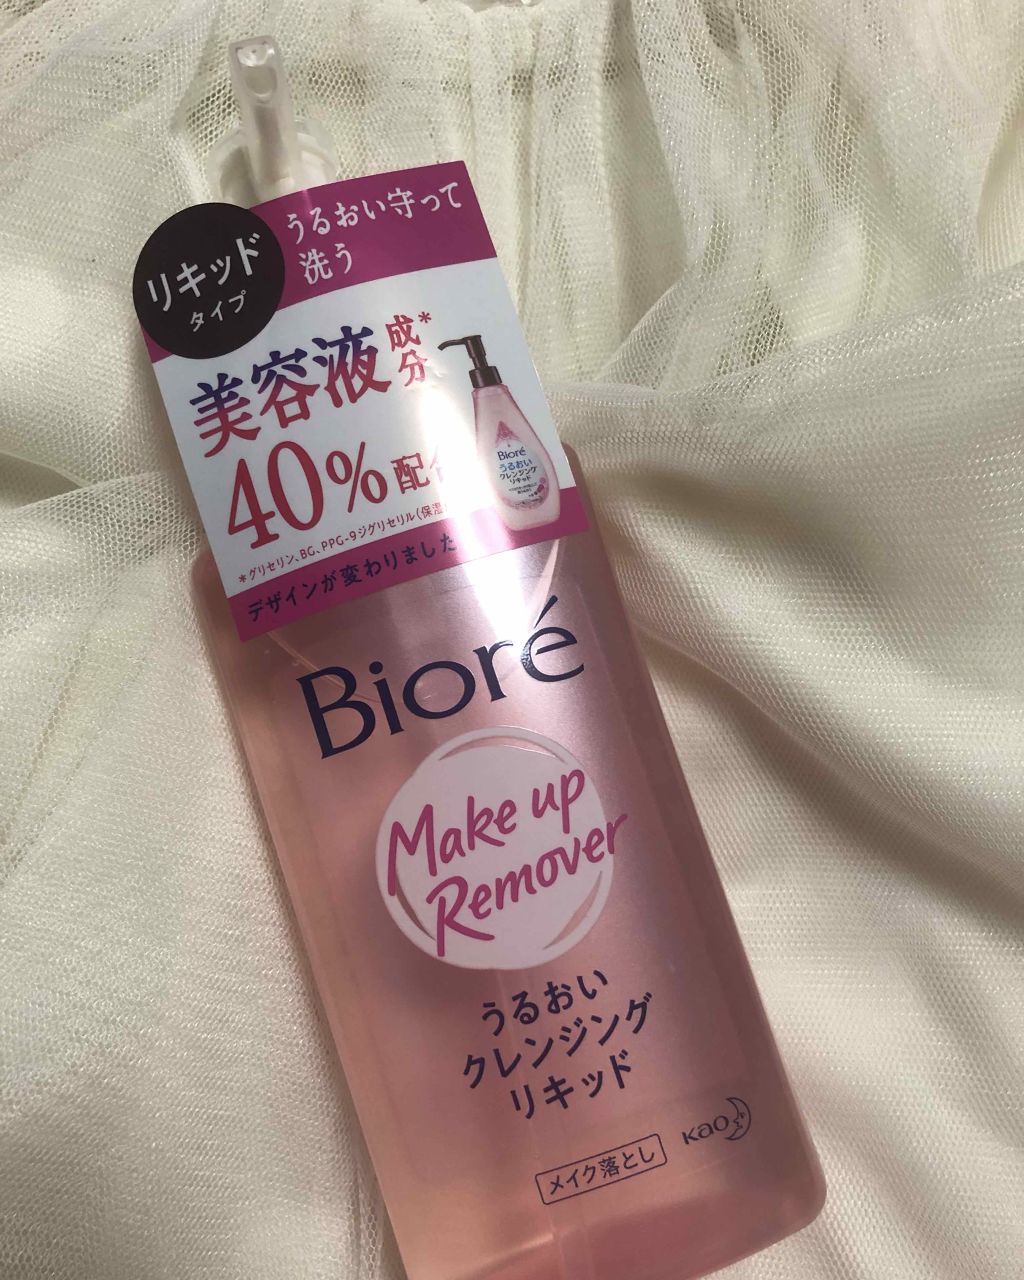 うるおい守って
洗う
リキッド
タイプ
美容液成分*
40%配合
*グリセリン、BG、PPG-9ジグリセリル(保湿
デザインが変わりました
Bioré
うるおい
クレンジング
リキッド
Bioré
Make up
Remover
うるおい
クレンジング
リキッド
メイク落とし
Kao